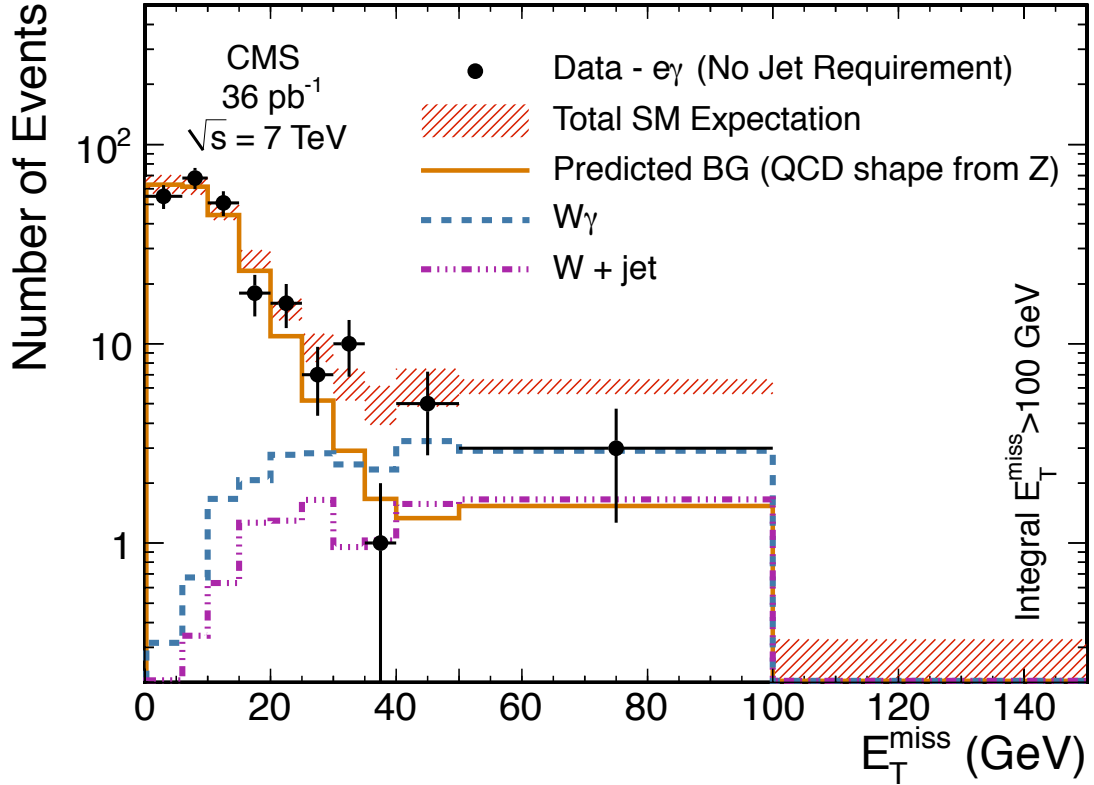 Number of Events
CMS
36 pb⁻¹
√s = 7 TeV
Data - eγ (No Jet Requirement)
Total SM Expectation
Predicted BG (QCD shape from Z)
Wγ
W + jet
10²
10
1
Integral E_T^miss>100 GeV
0 20 40 60 80 100 120 140
E_T^miss (GeV)